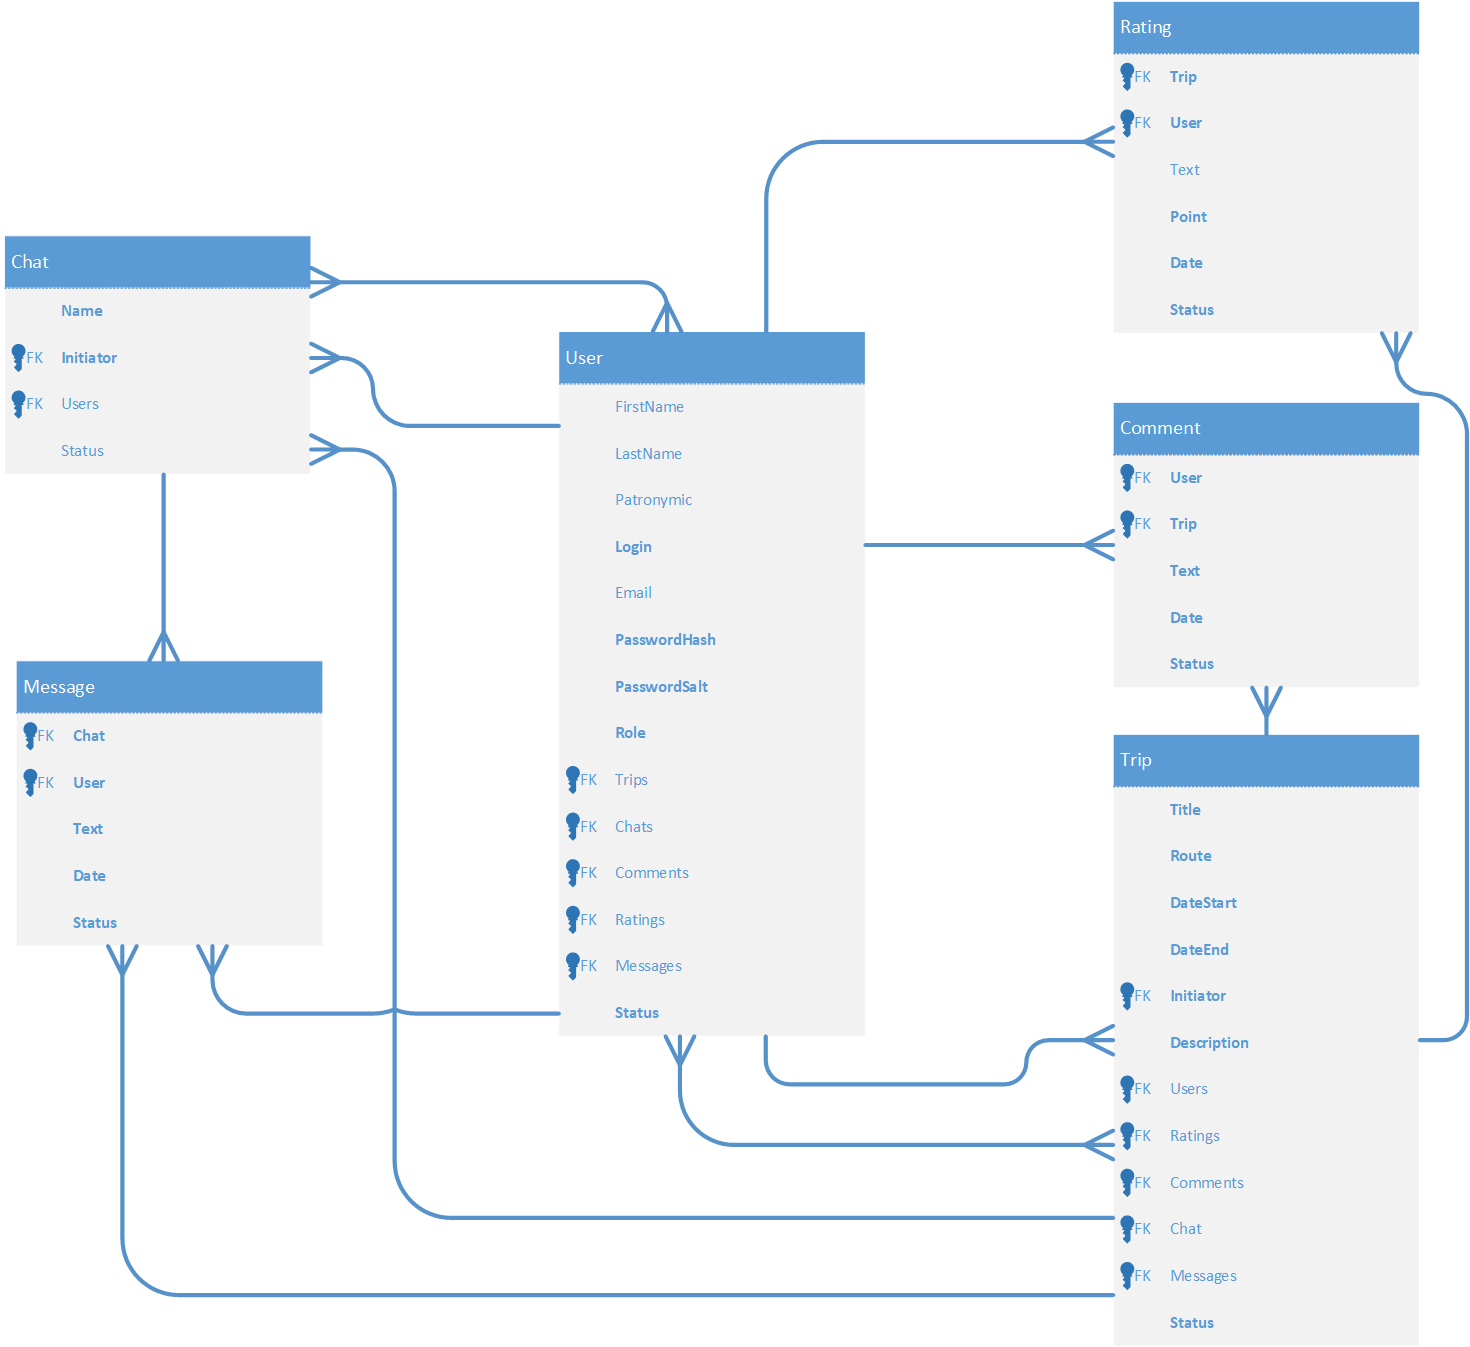 Rating
FK Trip
FK User
Text
Point
Date
Status
Chat
Name
FK Initiator
FK Users
Status
User
FirstName
LastName
Patronymic
Login
Email
PasswordHash
PasswordSalt
Role
FK Trips
FK Chats
FK Comments
FK Ratings
FK Messages
Status
Comment
FK User
FK Trip
Text
Date
Status
Message
FK Chat
FK User
Text
Date
Status
Trip
Title
Route
DateStart
DateEnd
FK Initiator
Description
FK Users
FK Ratings
FK Comments
FK Chat
FK Messages
Status